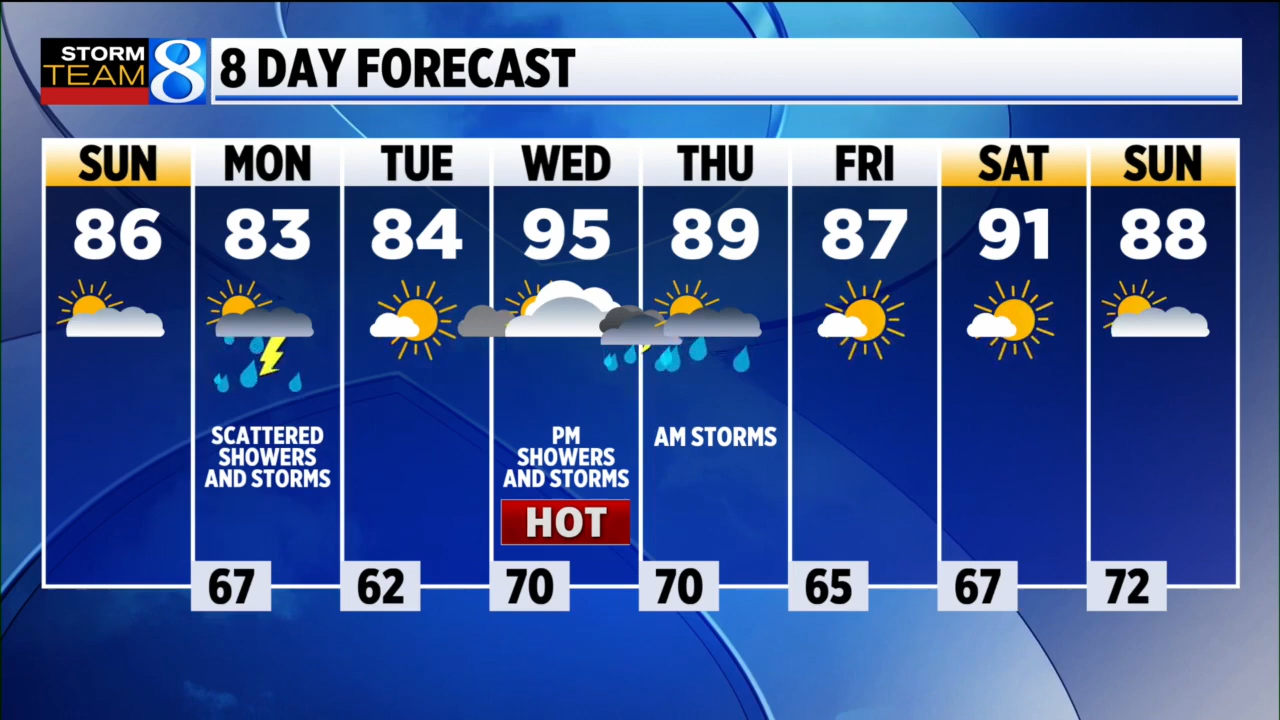 STORM
TEAM
8
8 DAY FORECAST
SUN MON TUE WED THU FRI SAT SUN
86 83 84 95 89 87 91 88
SCATTERED
SHOWERS
AND STORMS
PM
SHOWERS
AND STORMS
HOT
AM STORMS
67 62 70 70 65 67 72